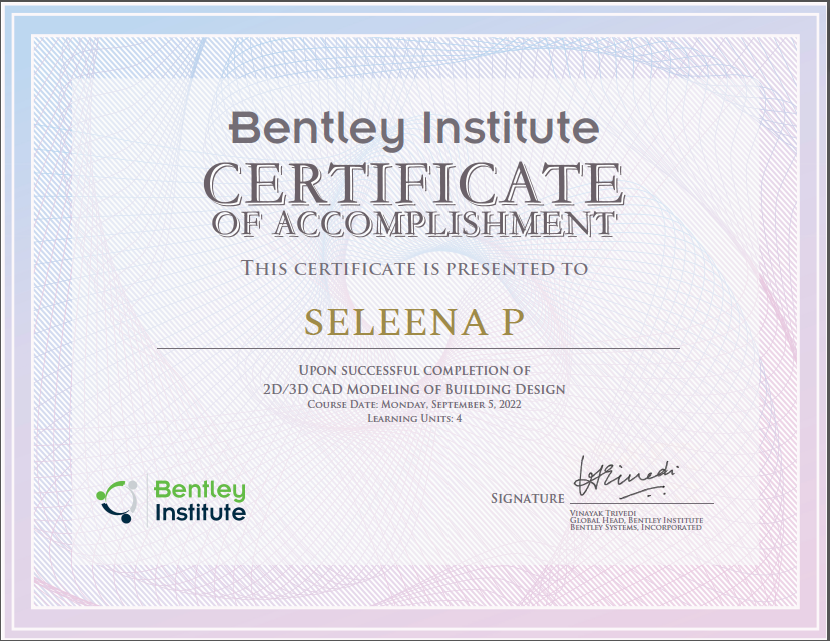 Bentley Institute
CERTIFICATE
OF ACCOMPLISHMENT
THIS CERTIFICATE IS PRESENTED TO
SELEENA P
UPON SUCCESSFUL COMPLETION OF
2D/3D CAD MODELING OF BUILDING DESIGN
COURSE DATE: MONDAY, SEPTEMBER 5, 2022
LEARNING UNITS: 4
Bentley
Institute
SIGNATURE
VINAYAK TRIVEDI
GLOBAL HEAD, BENTLEY INSTITUTE
BENTLEY SYSTEMS, INCORPORATED